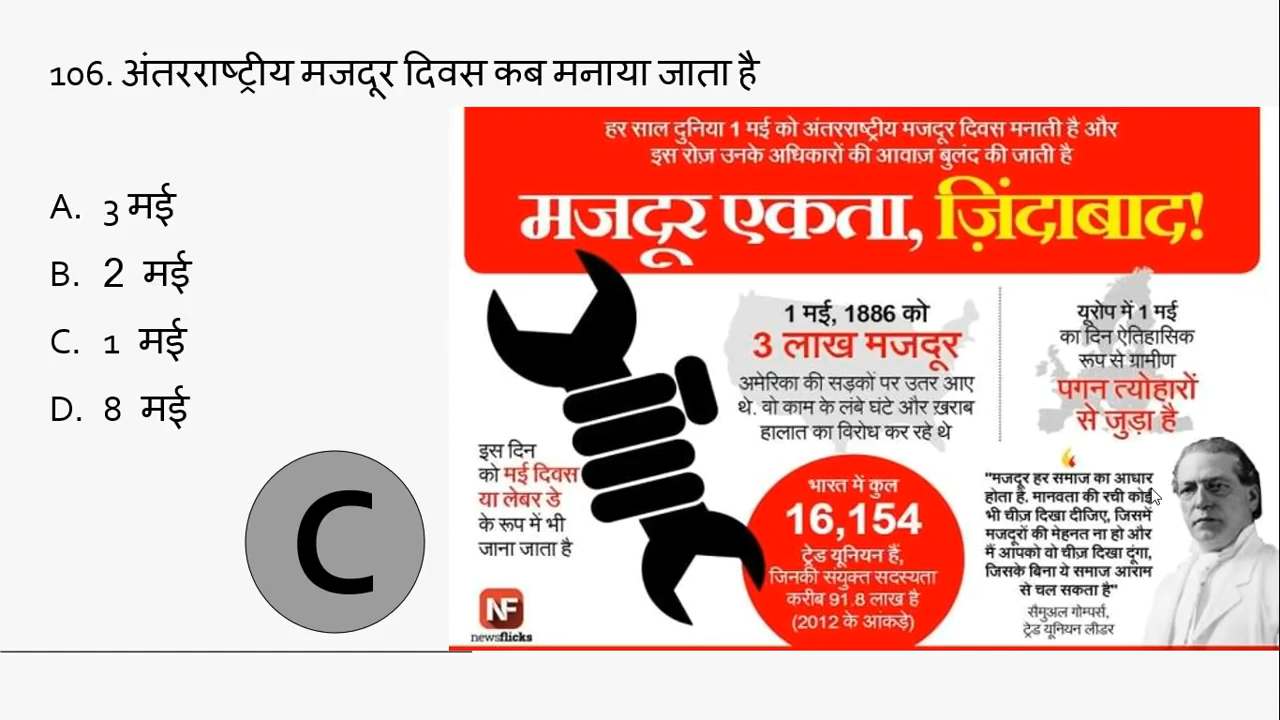 106. अंतरराष्ट्रीय मजदूर दिवस कब मनाया जाता है
A. 3 मई
B. 2 मई
C. 1 मई
D. 8 मई
C
हर साल दुनिया 1 मई को अंतरराष्ट्रीय मजदूर दिवस मनाती है और
इस रोज़ उनके अधिकारों की आवाज़ बुलंद की जाती है
मजदूर एकता, ज़िंदाबाद!
1 मई, 1886 को
3 लाख मजदूर
अमेरिका की सड़कों पर उतर आए
थे. वो काम के लंबे घंटे और ख़राब
हालात का विरोध कर रहे थे
यूरोप में 1 मई
का दिन ऐतिहासिक
रूप से ग्रामीण
पगन त्योहारों
से जुड़ा है
इस दिन
को मई दिवस
या लेबर डे
के रूप में भी
जाना जाता है
भारत में कुल
16,154
ट्रेड यूनियन हैं,
जिनकी संयुक्त सदस्यता
करीब 91.8 लाख है
(2012 के आंकड़े)
"मजदूर हर समाज का आधार
होता है. मानवता की रची कोई
भी चीज़ दिखा दीजिए, जिसमें
मजदूरों की मेहनत ना हो और
मैं आपको वो चीज़ दिखा दूंगा,
जिसके बिना ये समाज आराम
से चल सकता है"
सैमुअल गोम्पर्स,
ट्रेड यूनियन लीडर
NF
newsflicks